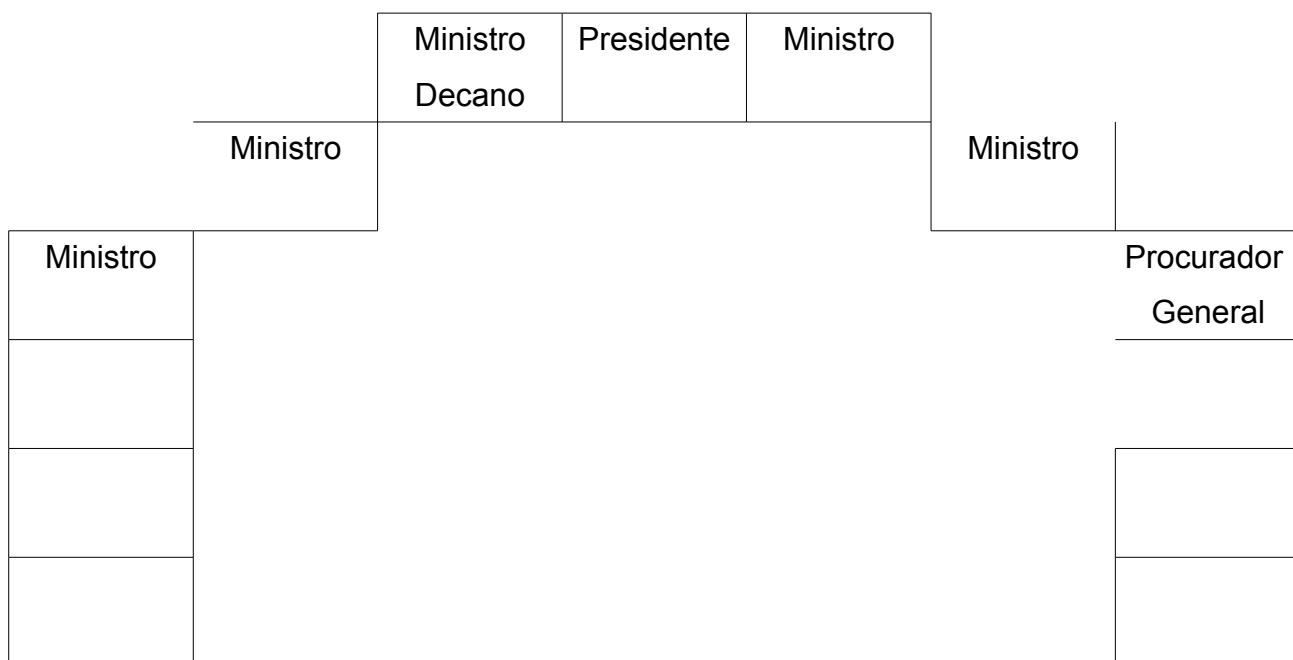 Ministro
Decano
Presidente
Ministro
Ministro
Ministro
Ministro
Procurador
General